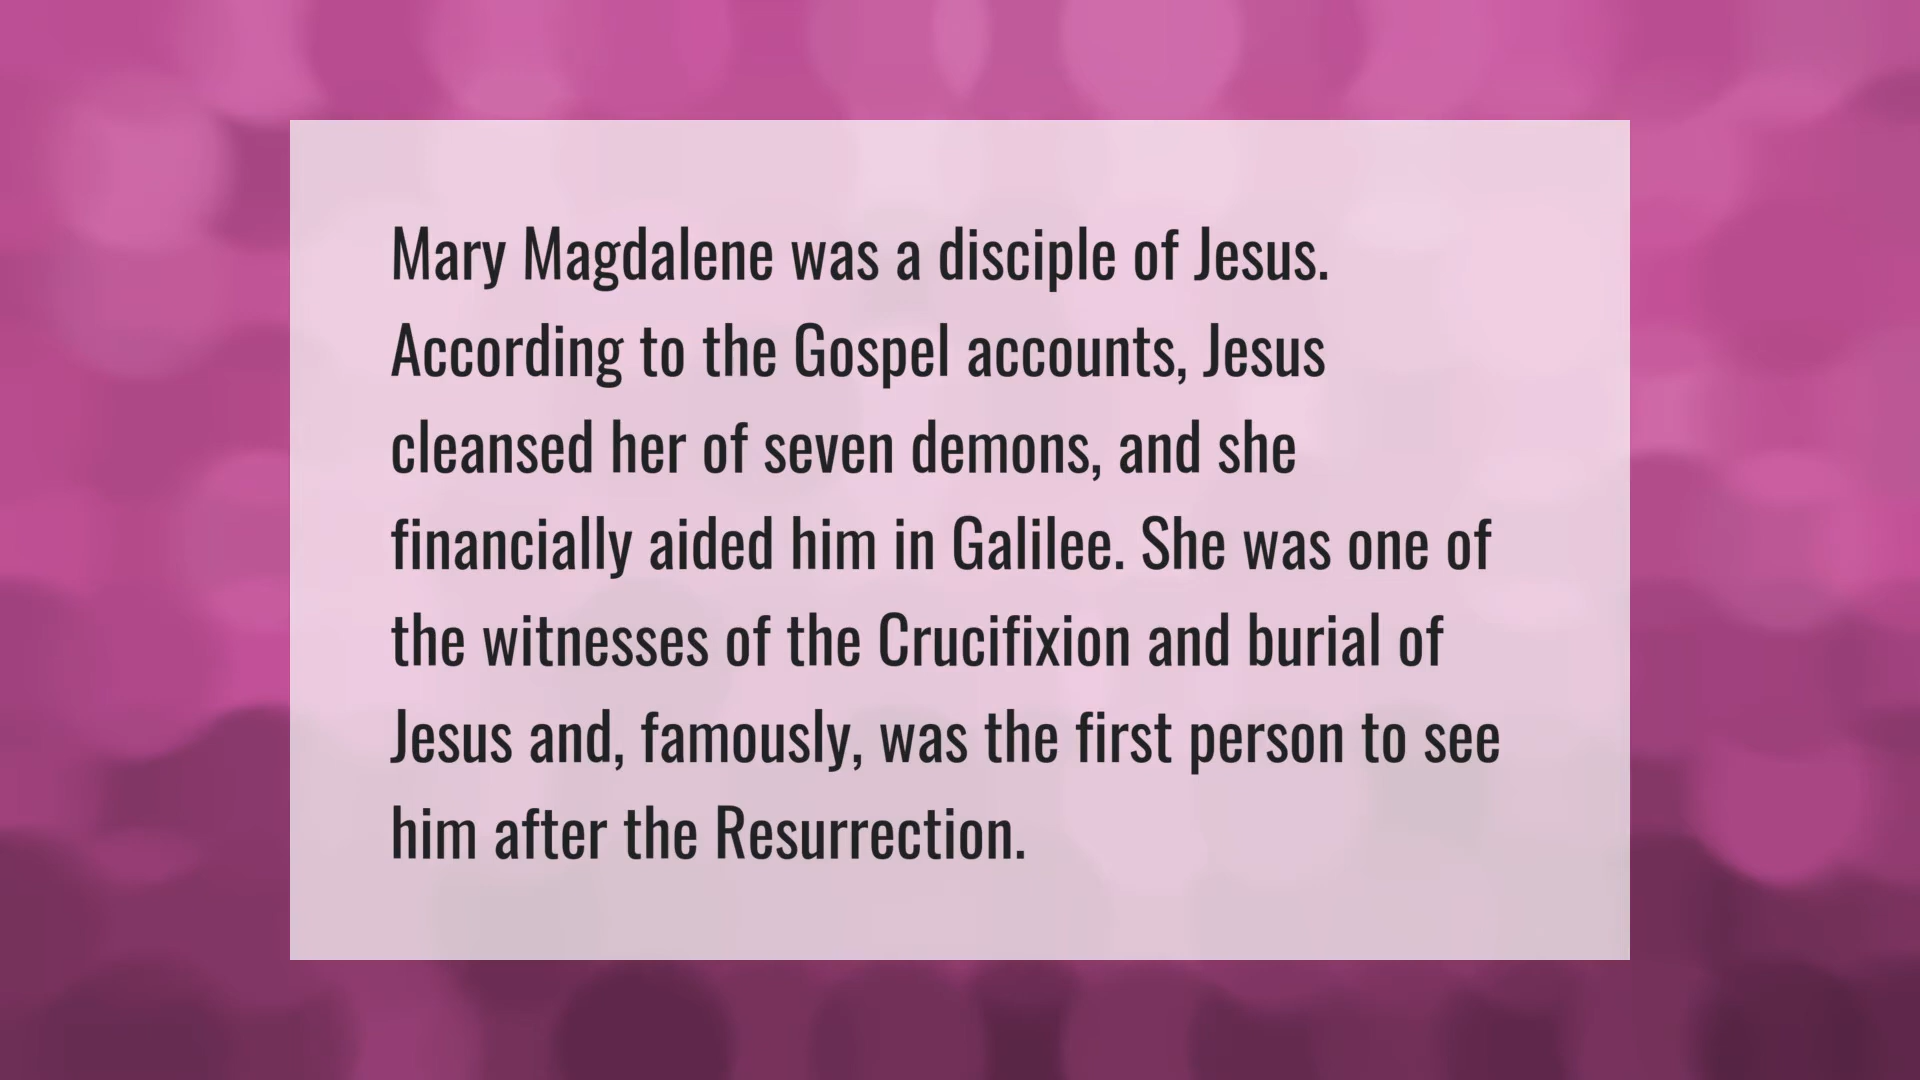 Mary Magdalene was a disciple of Jesus.
According to the Gospel accounts, Jesus
cleansed her of seven demons, and she
financially aided him in Galilee. She was one of
the witnesses of the Crucifixion and burial of
Jesus and, famously, was the first person to see
him after the Resurrection.